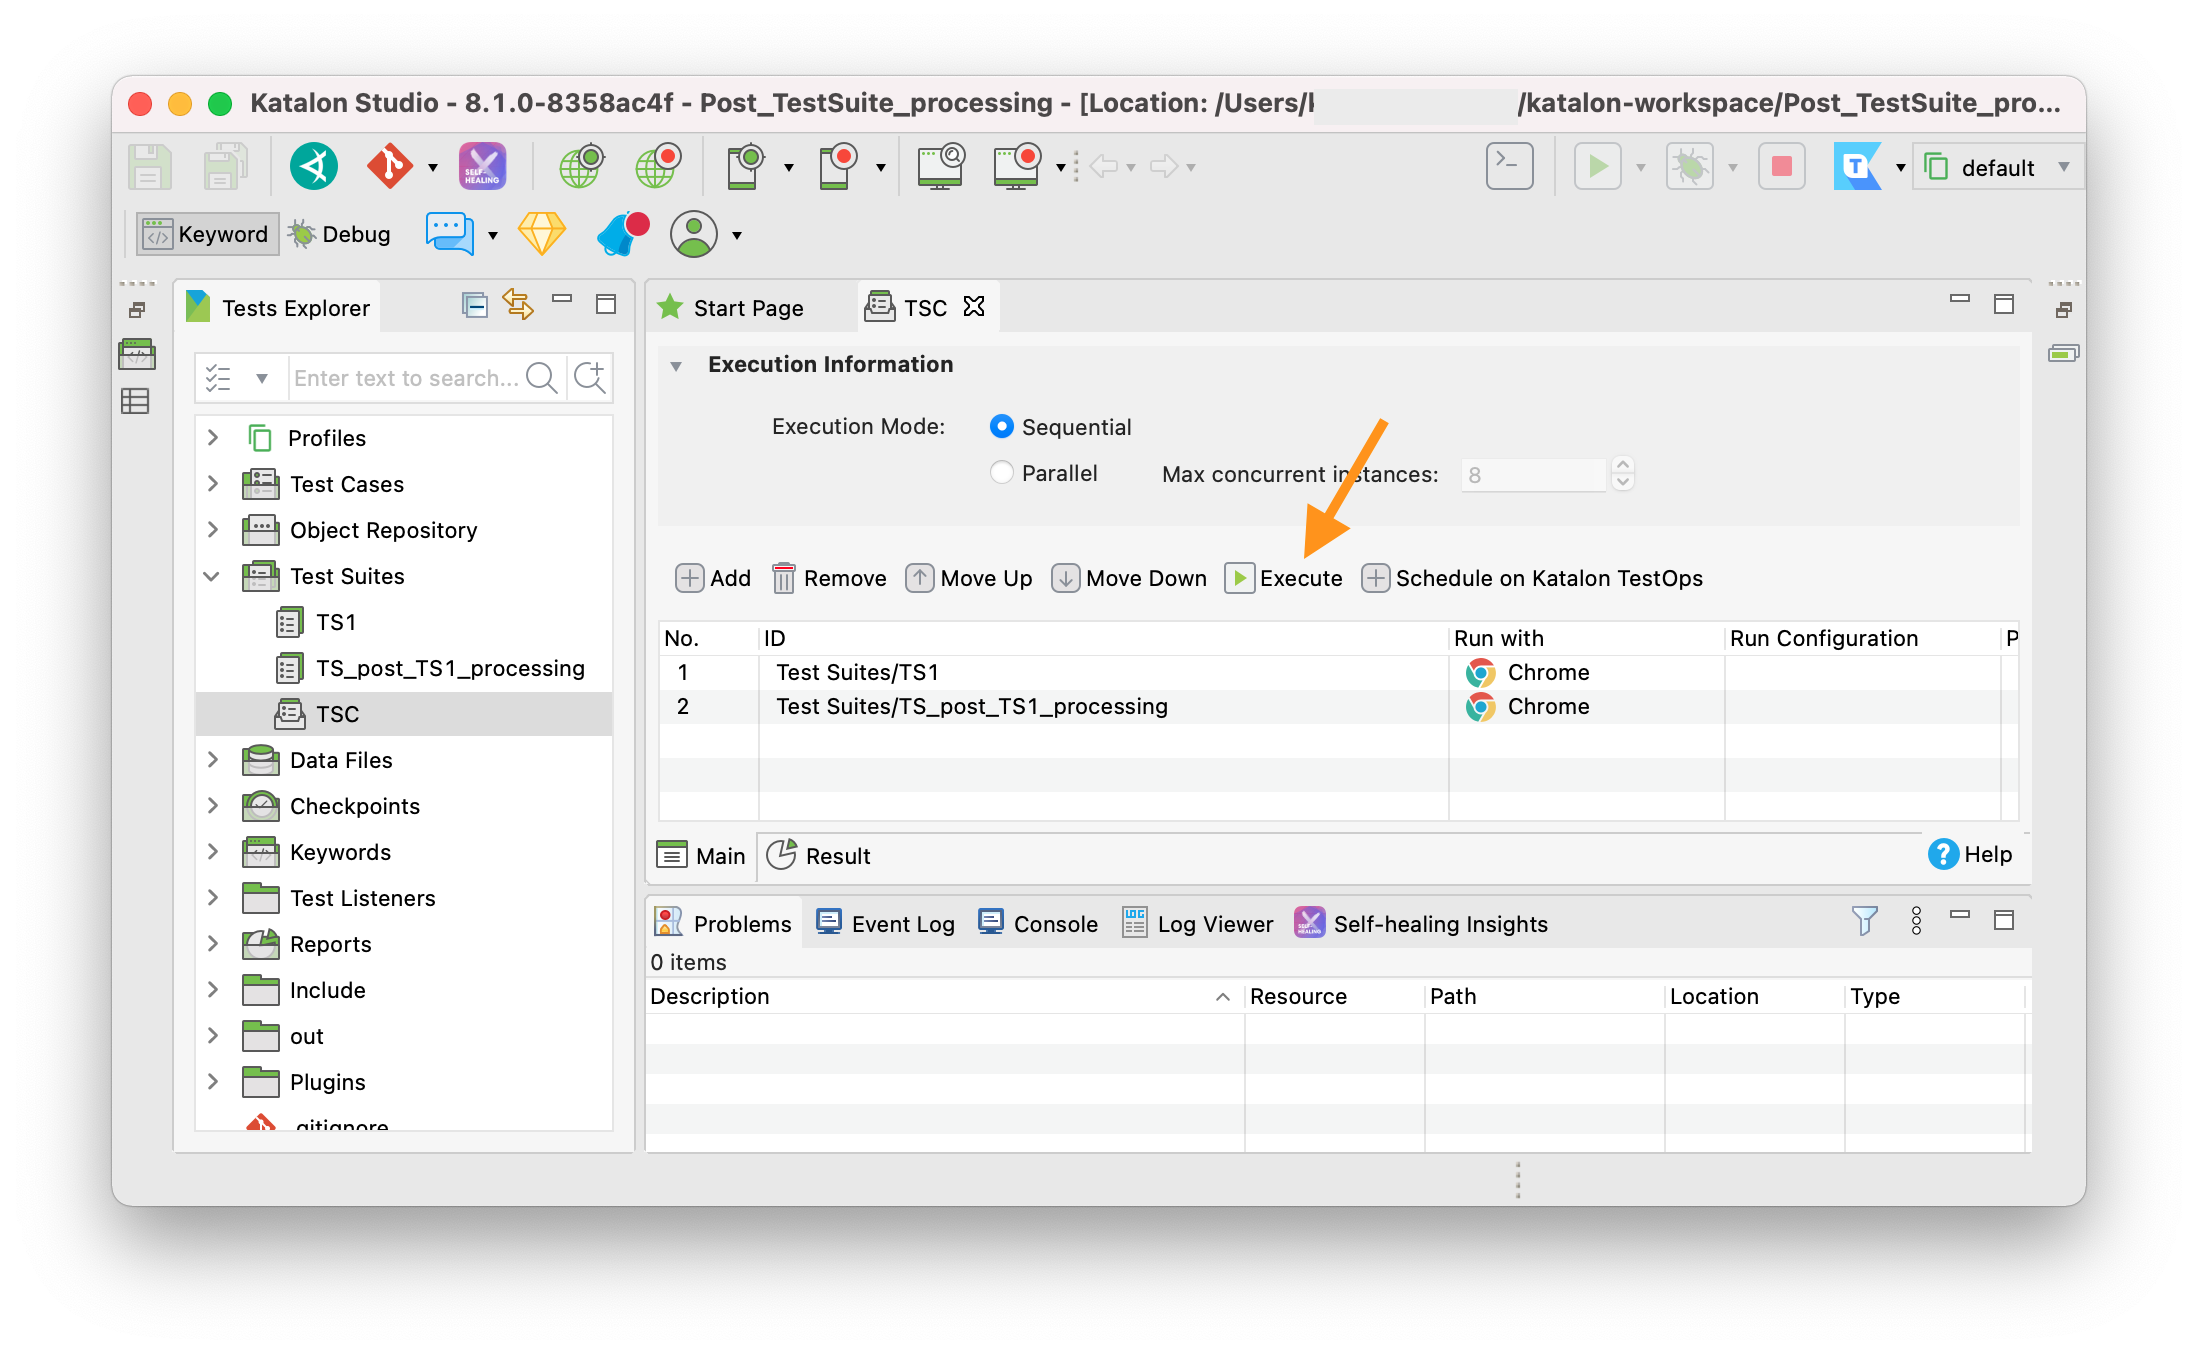 Katalon Studio - 8.1.0-8358ac4f - Post_TestSuite_processing - [Location: /Users/ /katalon-workspace/Post_TestSuite_pro...
SELF-HEALING
T
default
Keyword
Debug
Tests Explorer
Start Page
TSC
Enter text to search...
Execution Information
Execution Mode:
Sequential
Parallel
Max concurrent instances:
8
Profiles
Test Cases
Object Repository
Test Suites
TS1
TS_post_TS1_processing
TSC
Data Files
Checkpoints
Keywords
Test Listeners
Reports
Include
out
Plugins
.gitignore
Add
Remove
Move Up
Move Down
Execute
Schedule on Katalon TestOps
No. ID Run with Run Configuration P
1 Test Suites/TS1 Chrome
2 Test Suites/TS_post_TS1_processing Chrome
Main
Result
Help
Problems
Event Log
Console
LOG
Log Viewer
SELF-HEALING
Self-healing Insights
0 items
Description Resource Path Location Type